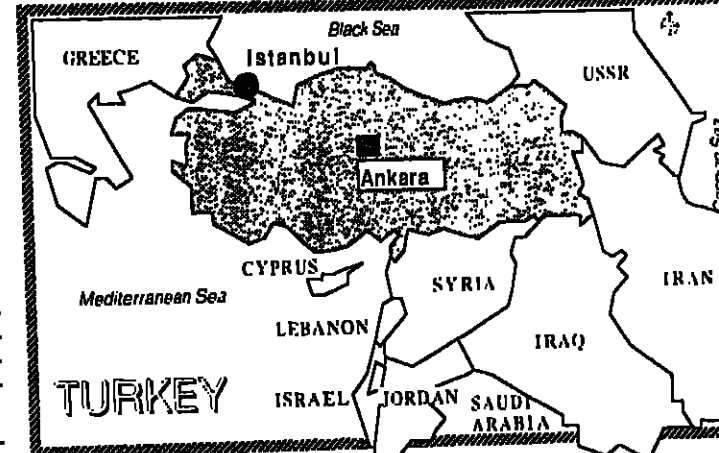 Black Sea
GREECE
Istanbul
USSR
Ankara
CYPRUS
Mediterranean Sea
SYRIA
IRAN
LEBANON
IRAQ
TURKEY
ISRAEL
JORDAN
SAUDI
ARABIA